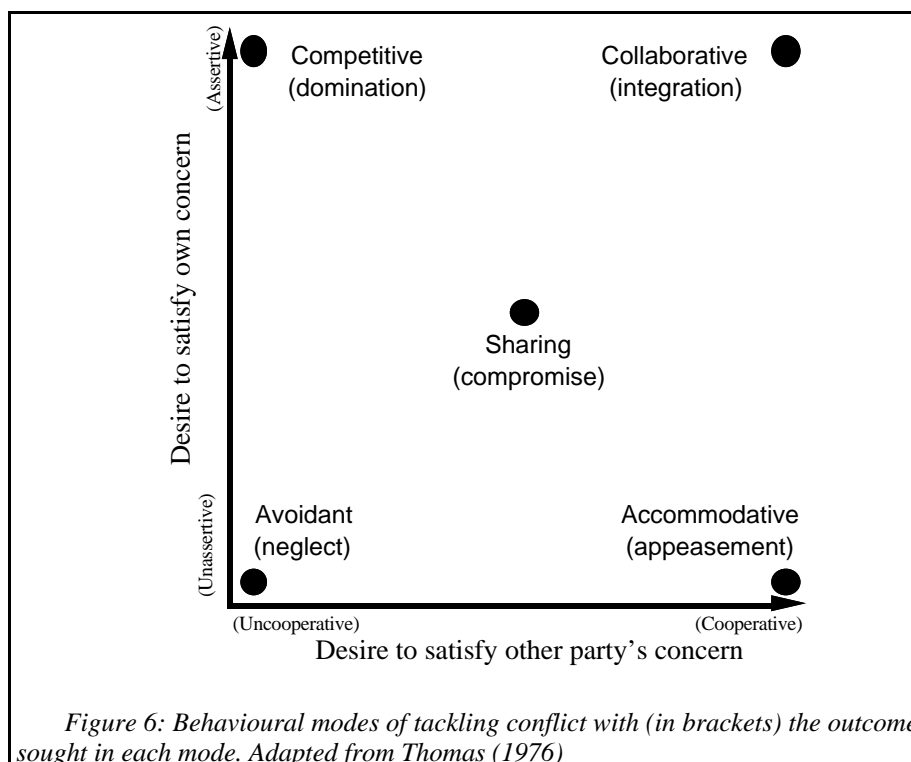 (Assertive)
Competitive
(domination)
Collaborative
(integration)
Desire to satisfy own concern
Sharing
(compromise)
(Unassertive)
Avoidant
(neglect)
Accommodative
(appeasement)
(Uncooperative)
(Cooperative)
Desire to satisfy other party’s concern
Figure 6: Behavioural modes of tackling conflict with (in brackets) the outcome
sought in each mode. Adapted from Thomas (1976)